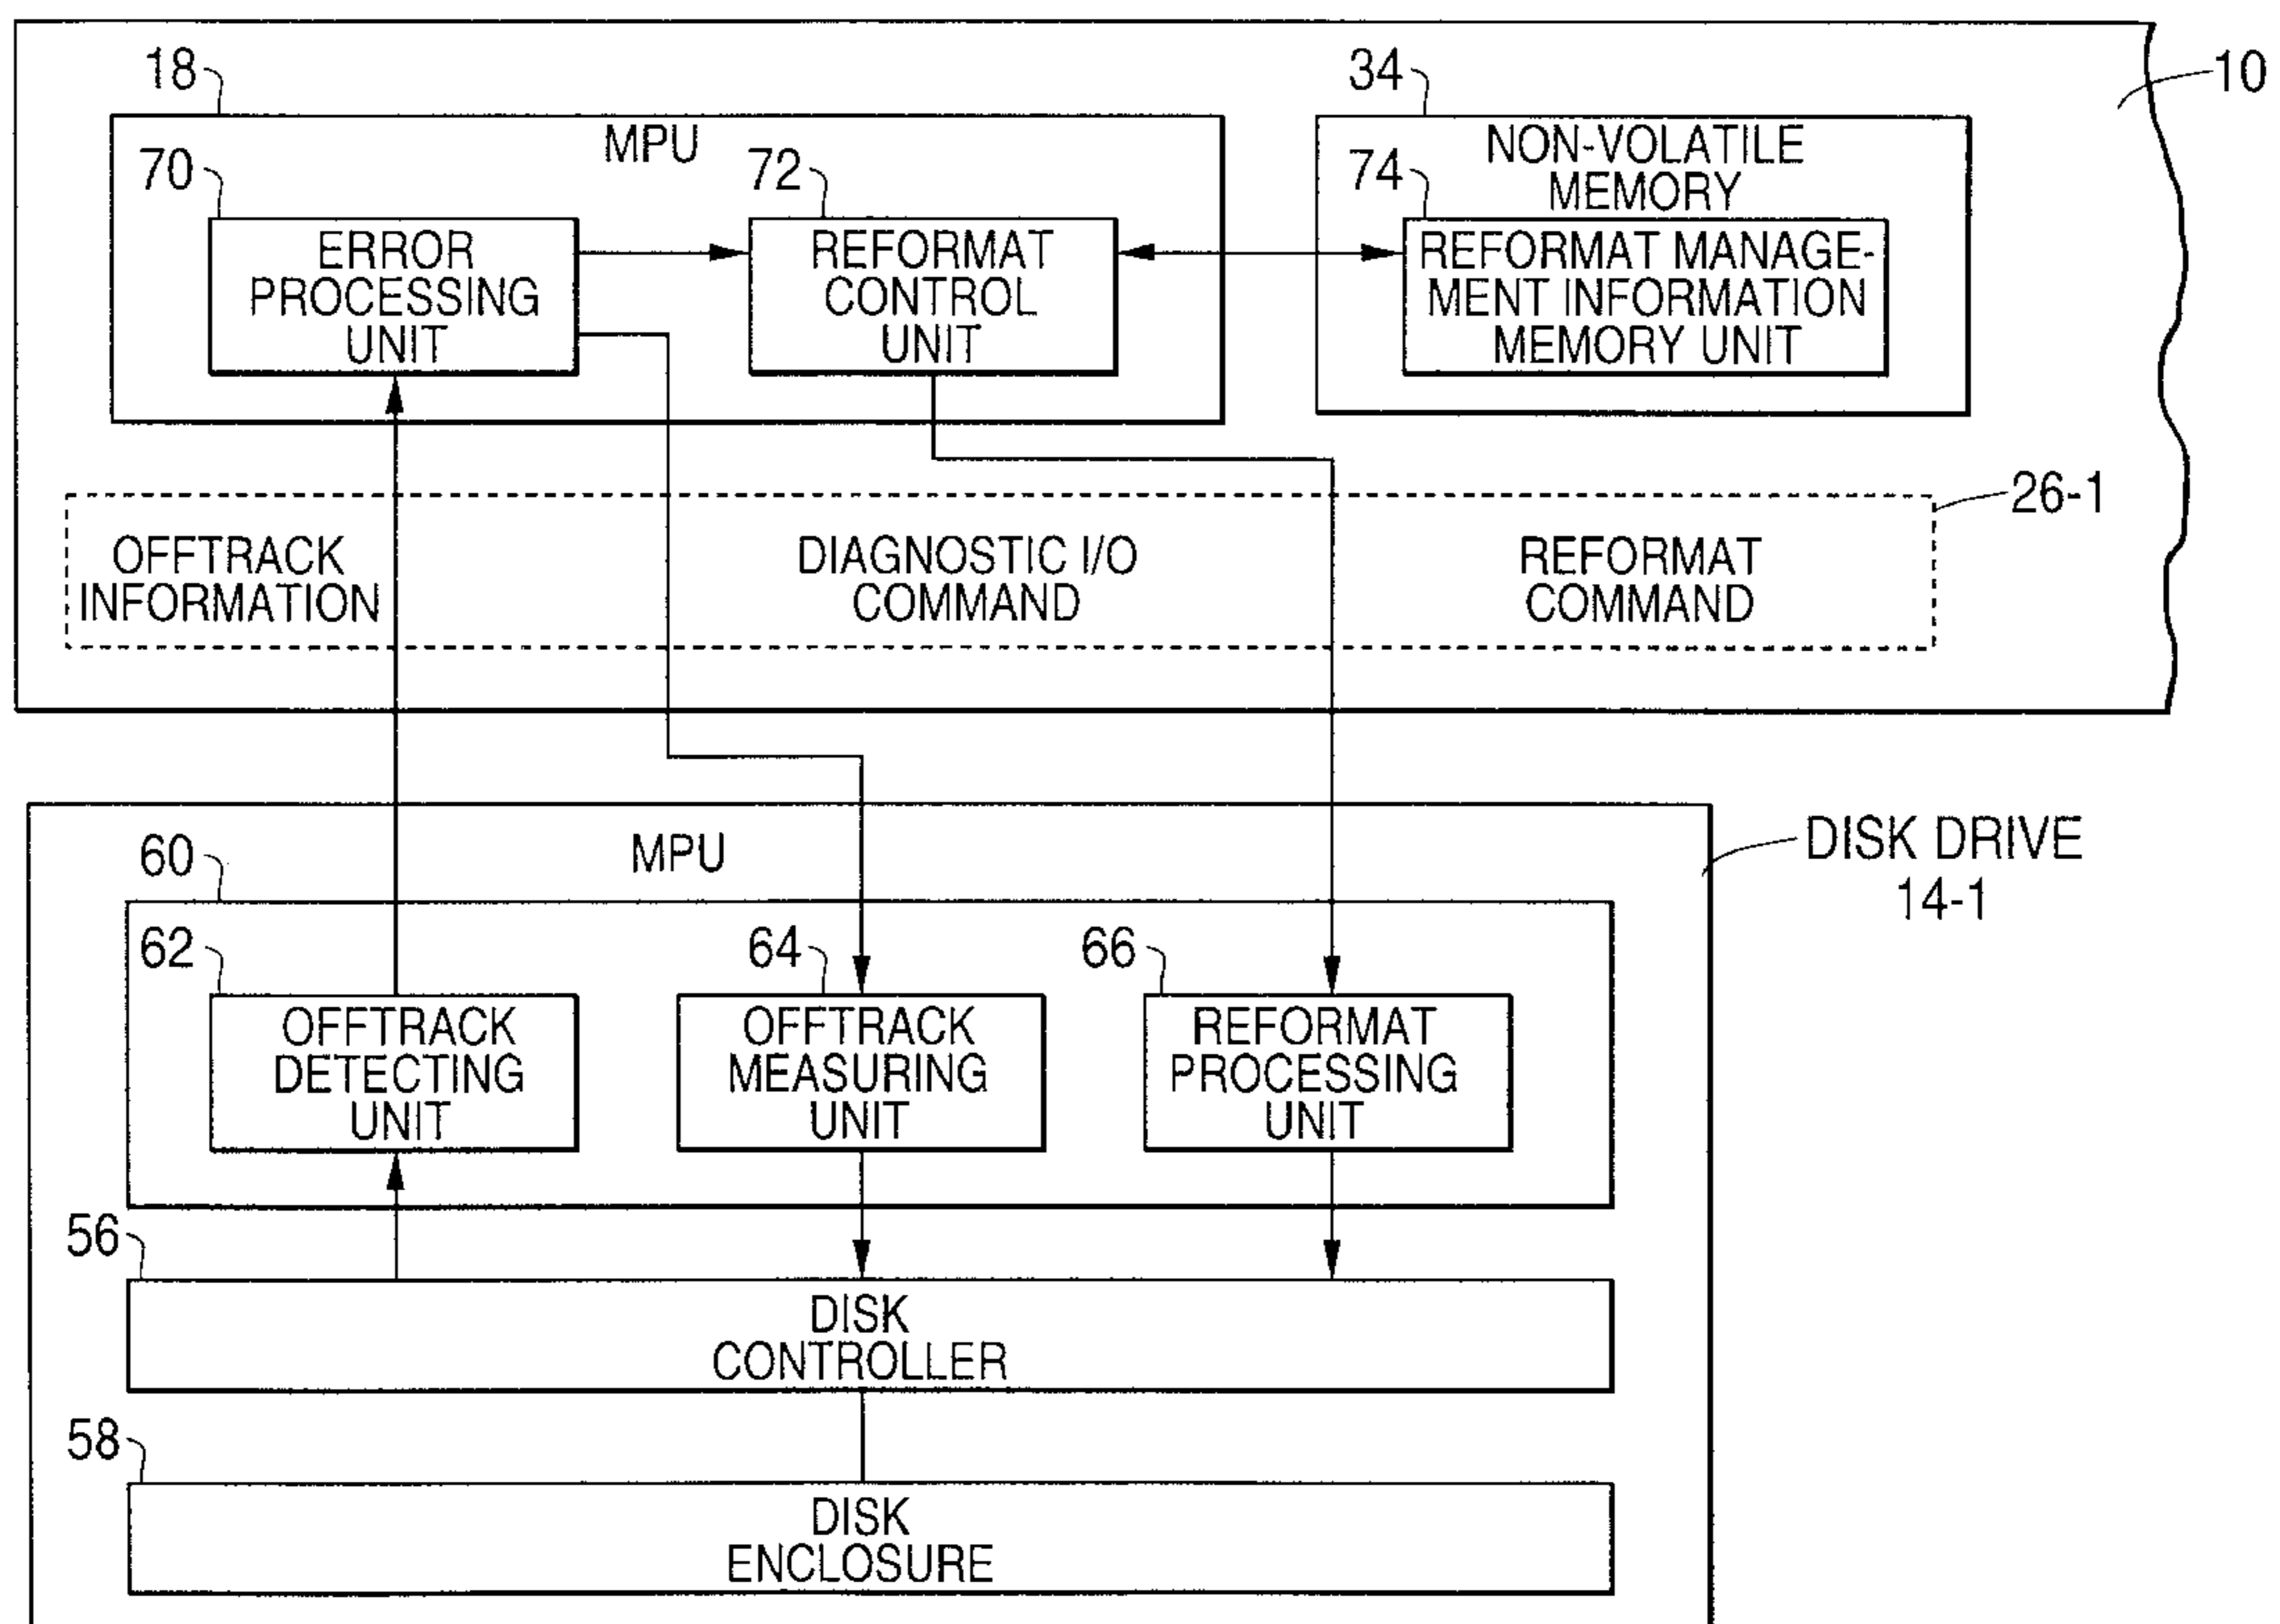 18
34
10
MPU
NON-VOLATILE
MEMORY
70
72
74
ERROR
PROCESSING
UNIT
REFORMAT
CONTROL
UNIT
REFORMAT MANAGE-
MENT INFORMATION
MEMORY UNIT
26-1
OFFTRACK
INFORMATION
DIAGNOSTIC I/O
COMMAND
REFORMAT
COMMAND
DISK DRIVE
14-1
60
MPU
62
64
66
OFFTRACK
DETECTING
UNIT
OFFTRACK
MEASURING
UNIT
REFORMAT
PROCESSING
UNIT
56
DISK
CONTROLLER
58
DISK
ENCLOSURE